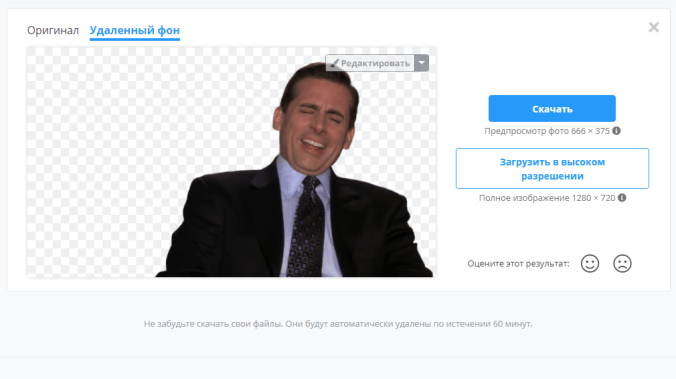 Оригинал Удаленный фон
Редактировать
Скачать
Предпросмотр фото 666 × 375
Загрузить в высоком
разрешении
Полное изображение 1280 × 720
Оцените этот результат:
Не забудьте скачать свои файлы. Они будут автоматически удалены по истечении 60 минут.